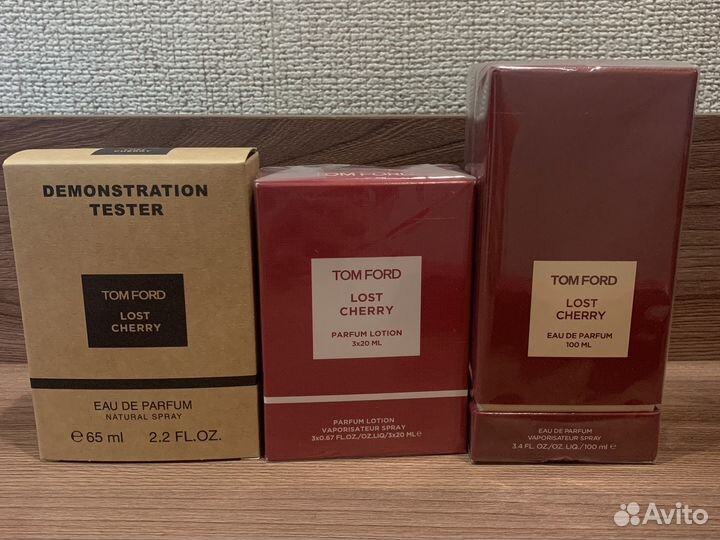 DEMONSTRATION
TESTER
TOM FORD
LOST
CHERRY
EAU DE PARFUM
NATURAL SPRAY
℮ 65 ml 2.2 FL.OZ.
CHERRY
TOM FORD
TOM FORD
LOST
CHERRY
PARFUM LOTION
3x20 ML
PARFUM LOTION
VAPORISATEUR SPRAY
3x0.67 FL.OZ./OZ.LIQ/3x20 ML℮
TOM FORD
LOST
CHERRY
EAU DE PARFUM
100 ML
EAU DE PARFUM
VAPORISATEUR SPRAY
3.4 FL. OZ./OZ. LIQ./100 ml ℮
Avito